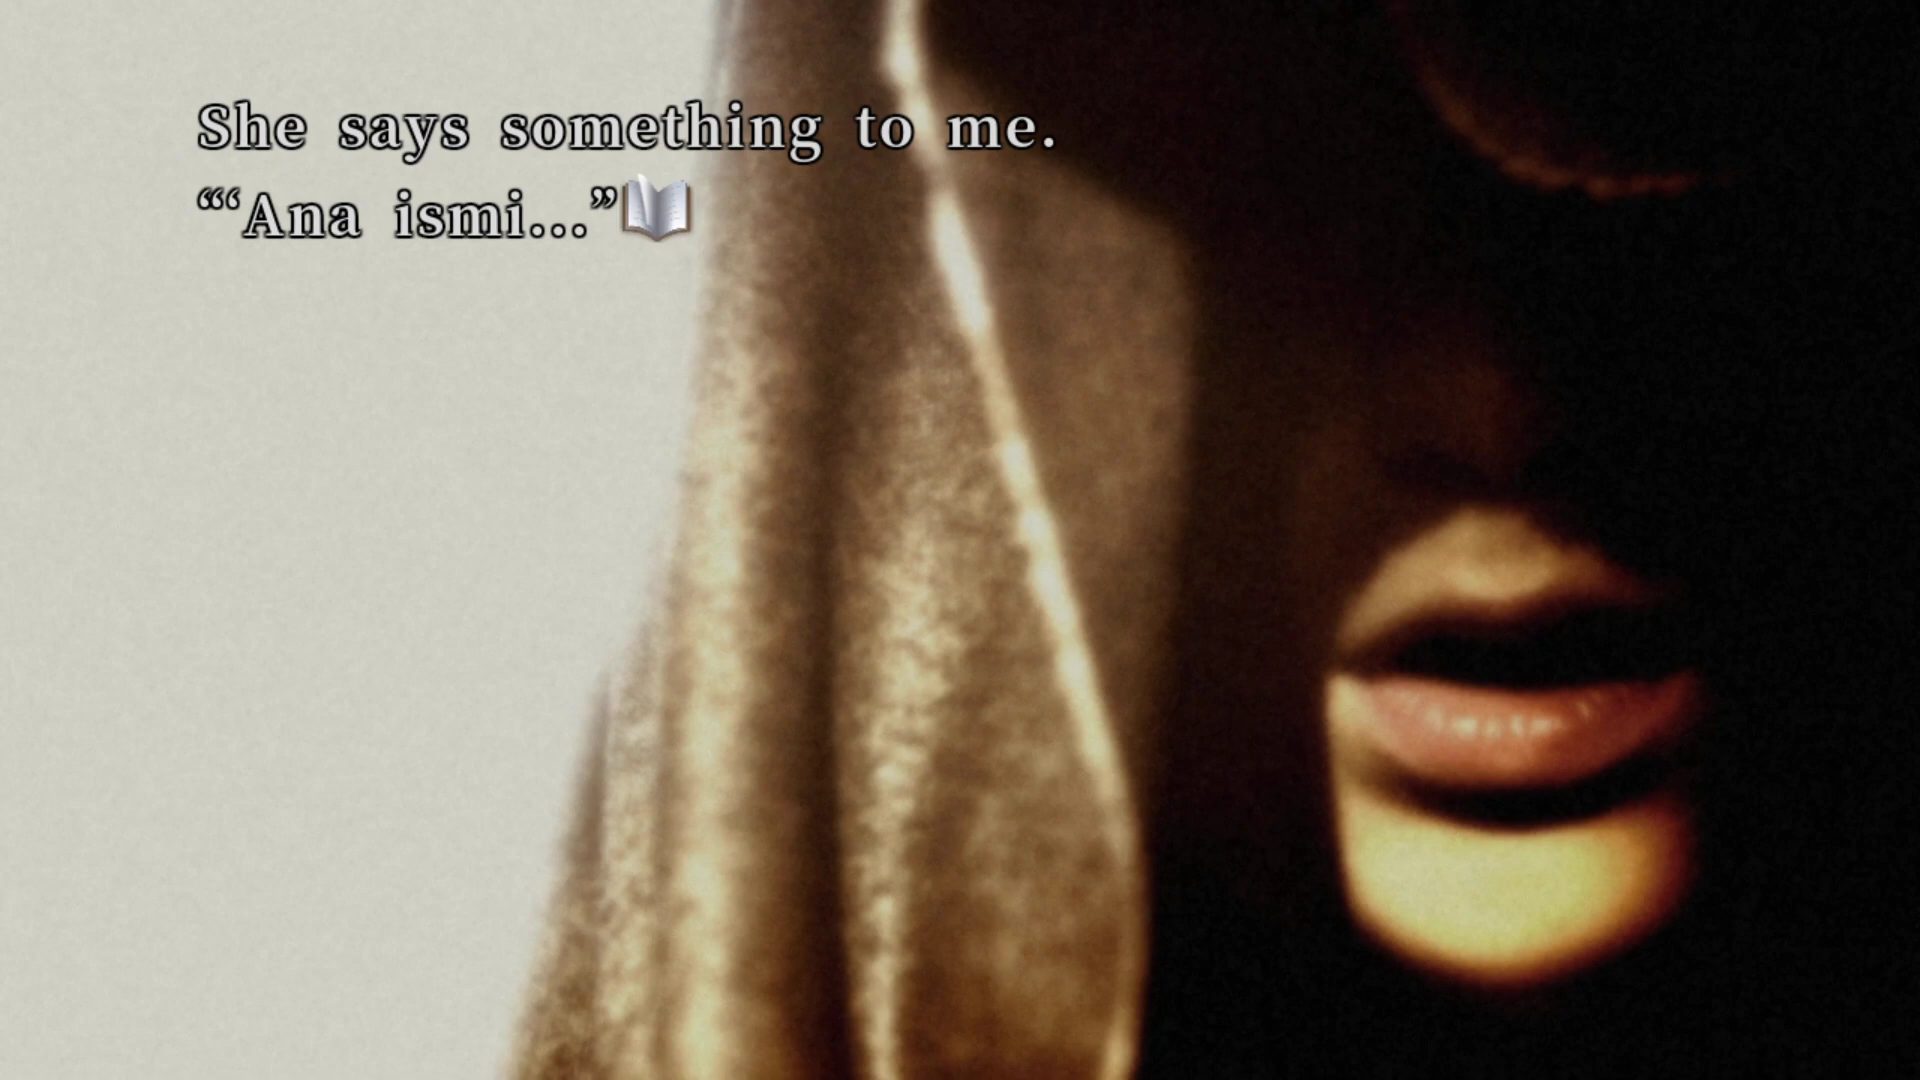 She says something to me.
“‘Ana ismi...”